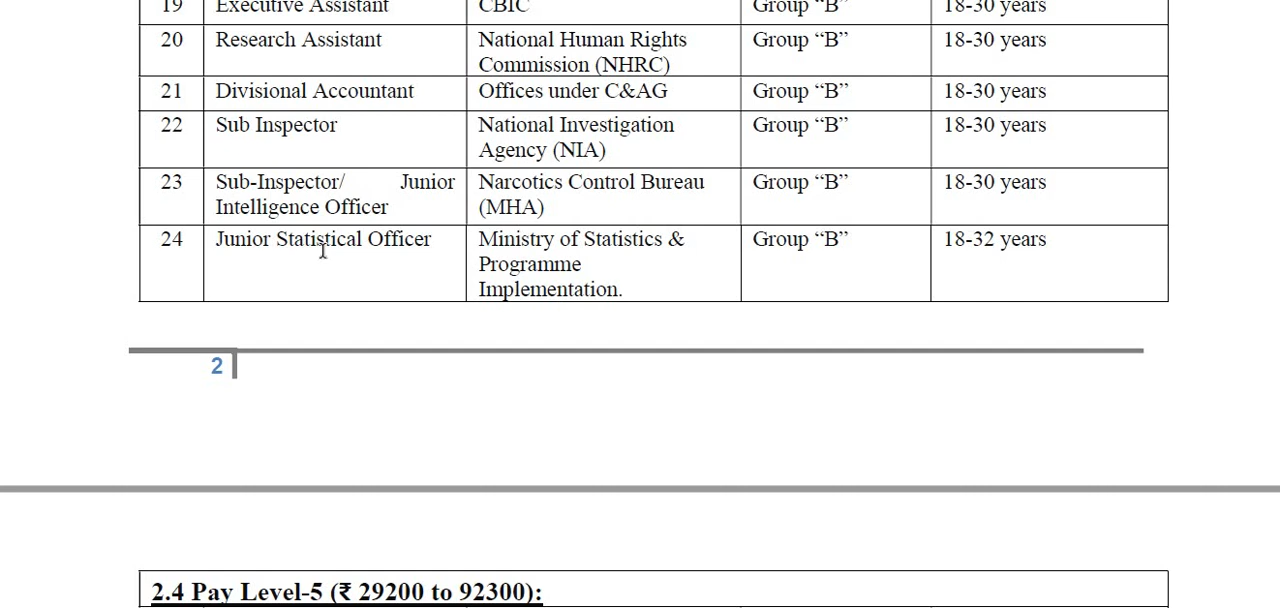 19 Executive Assistant CBIC Group “B” 18-30 years
20 Research Assistant National Human Rights Group “B” 18-30 years
Commission (NHRC)
21 Divisional Accountant Offices under C&AG Group “B” 18-30 years
22 Sub Inspector National Investigation Group “B” 18-30 years
Agency (NIA)
23 Sub-Inspector/ Junior Narcotics Control Bureau Group “B” 18-30 years
Intelligence Officer (MHA)
24 Junior Statistical Officer Ministry of Statistics & Group “B” 18-32 years
Programme
Implementation.
2
2.4 Pay Level-5 (₹ 29200 to 92300):